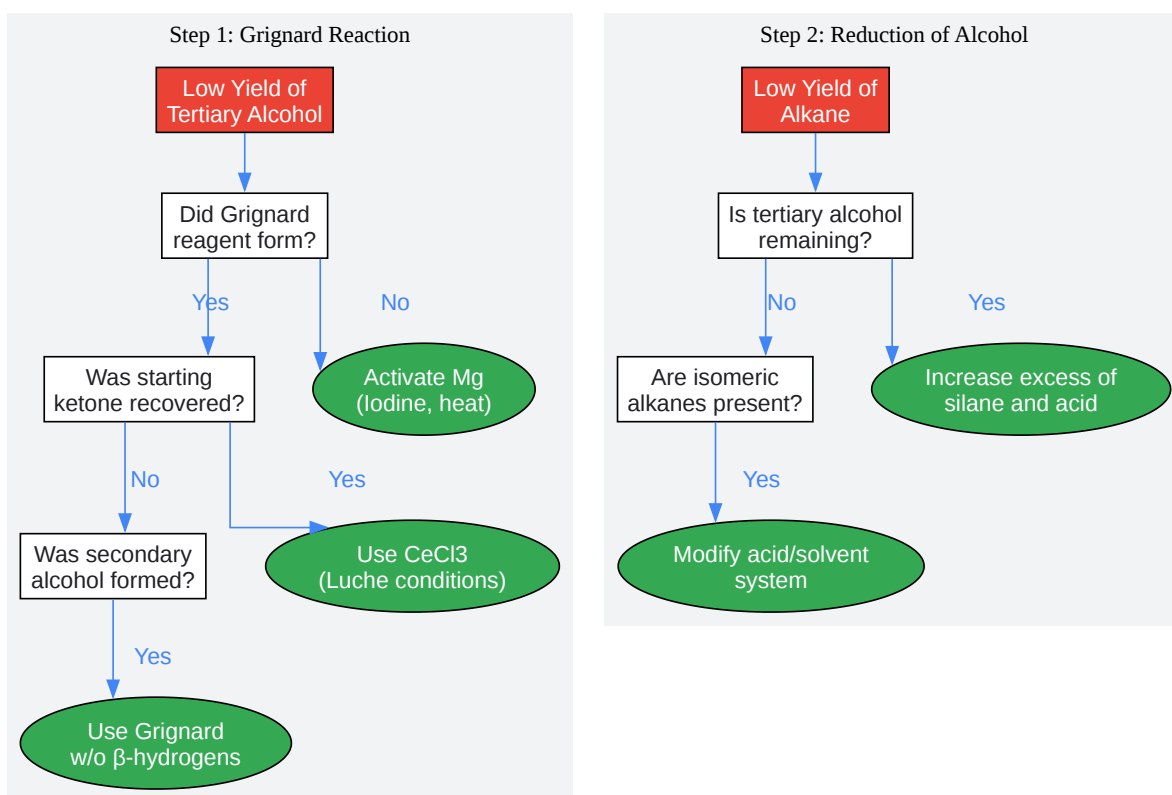 Step 1: Grignard Reaction
Low Yield of
Tertiary Alcohol
Did Grignard
reagent form?
Yes
No
Was starting
ketone recovered?
Activate Mg
(Iodine, heat)
No
Yes
Was secondary
alcohol formed?
Use CeCl3
(Luche conditions)
Yes
Use Grignard
w/o β-hydrogens
Step 2: Reduction of Alcohol
Low Yield of
Alkane
Is tertiary alcohol
remaining?
No
Yes
Are isomeric
alkanes present?
Increase excess of
silane and acid
Yes
Modify acid/solvent
system